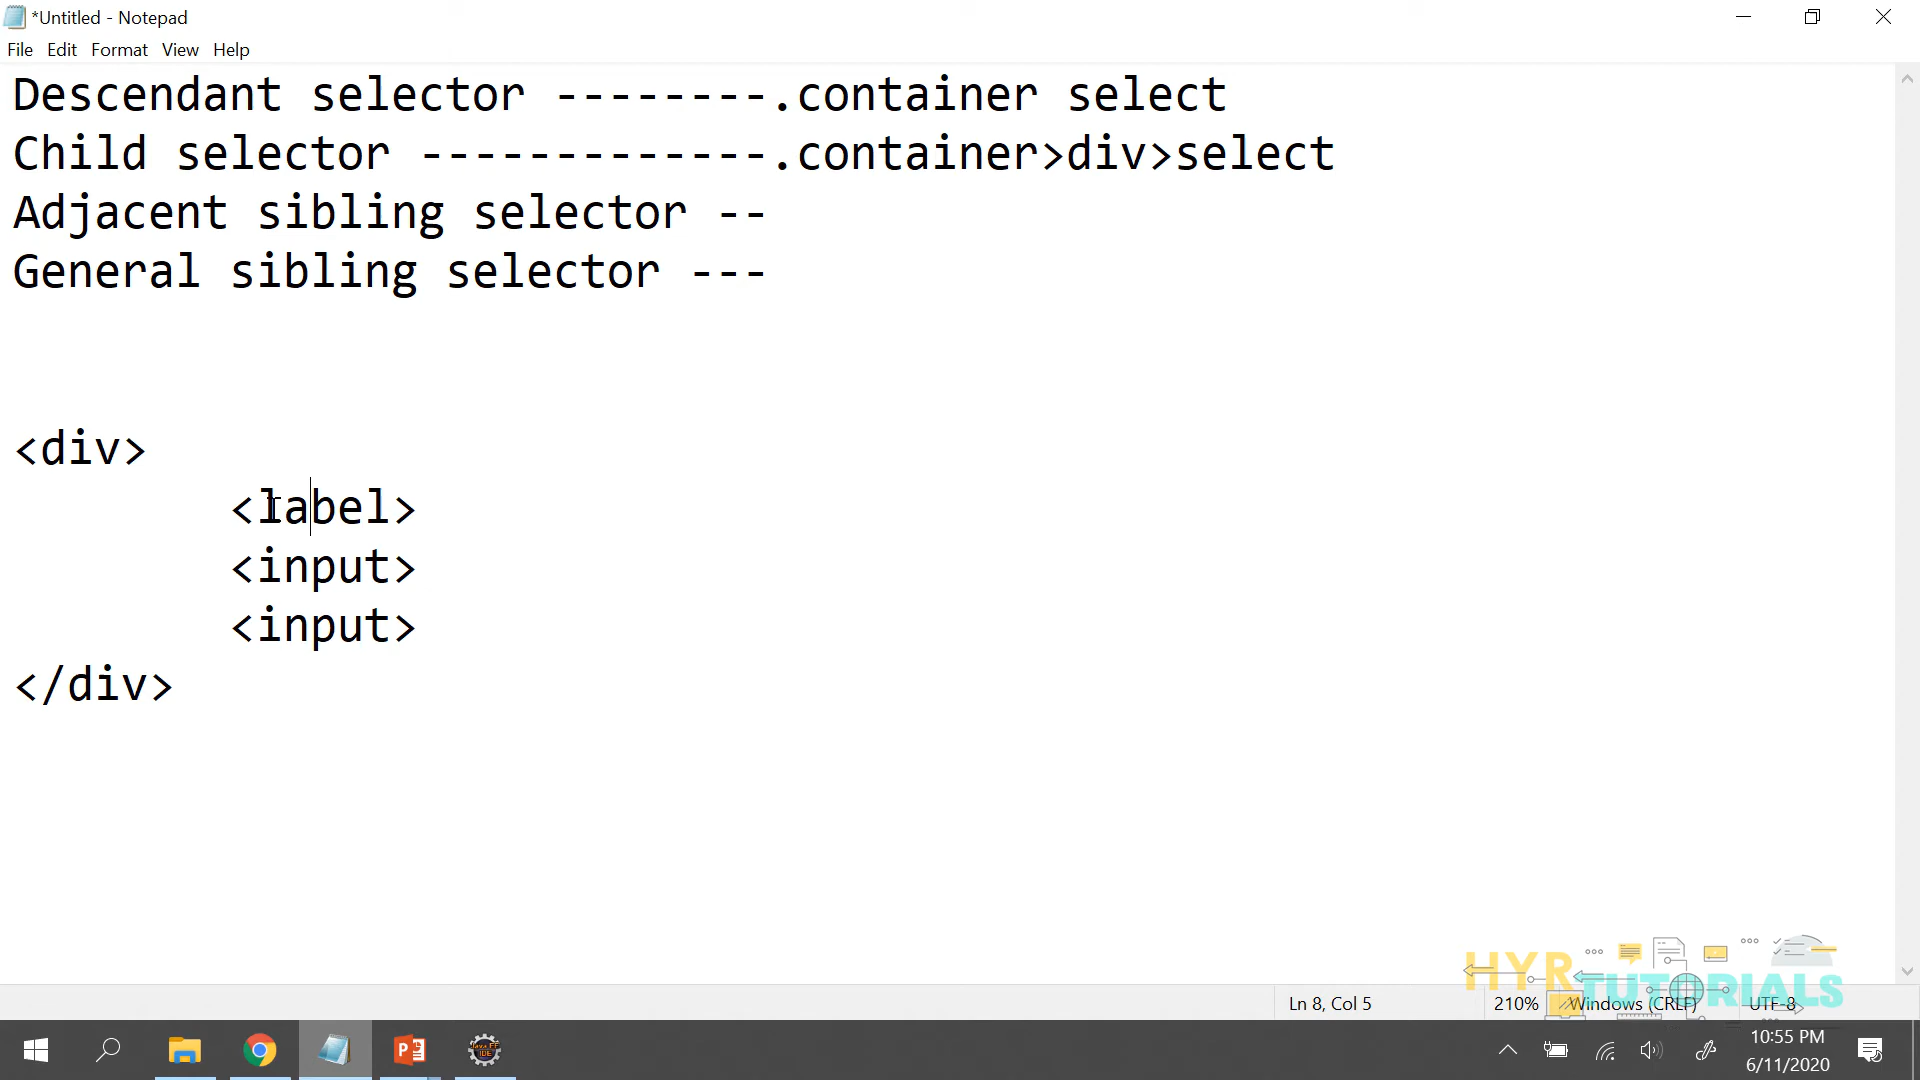 *Untitled - Notepad
File Edit Format View Help
Descendant selector --------.container select
Child selector -------------.container>div>select
Adjacent sibling selector --
General sibling selector ---
<div>
<label>
<input>
<input>
</div>
HYR TUTORIALS
Ln 8, Col 5
210%
Windows (CRLF)
UTF-8
10:55 PM
6/11/2020